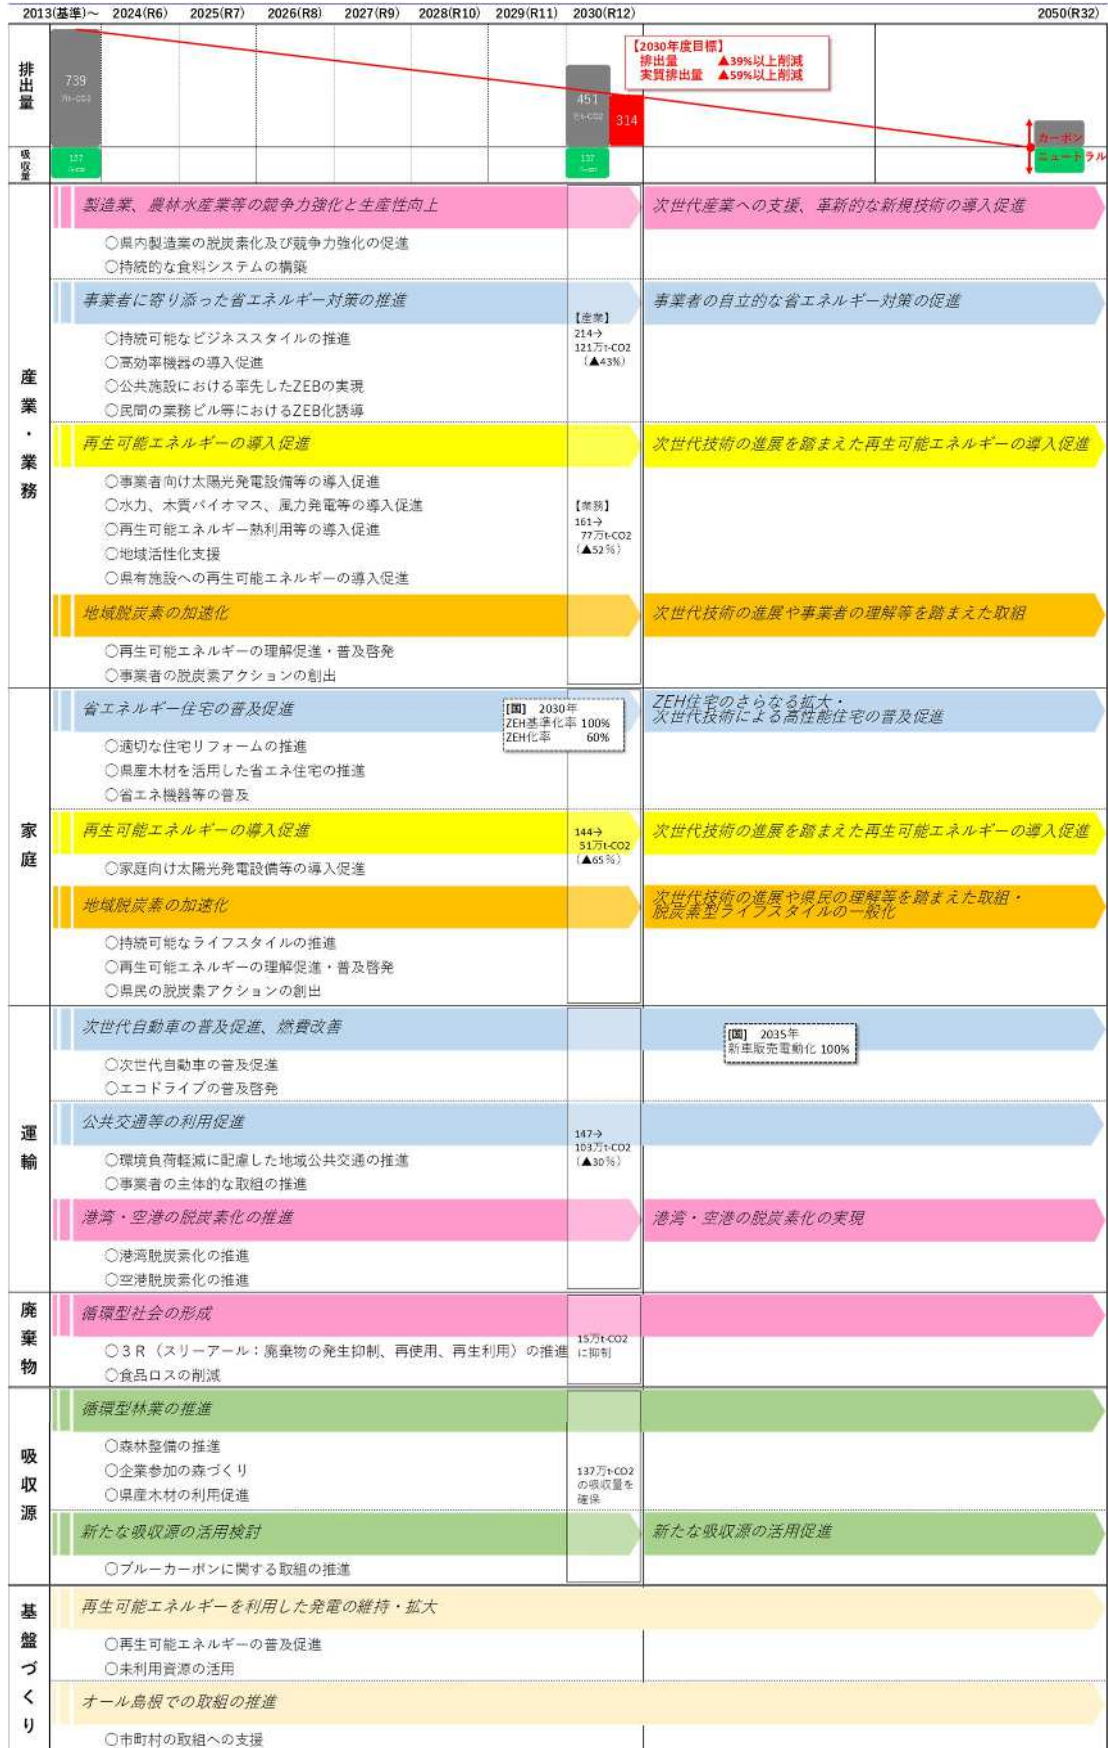 2013(基準)～ 2024(R6) 2025(R7) 2026(R8) 2027(R9) 2028(R10) 2029(R11) 2030(R12) 2050(R32)
排出量
739
万t-CO2
451
万t-CO2
314
【2030年度目標】
排出量 ▲39%以上削減
実質排出量 ▲59%以上削減
カーボン
ニュートラル
吸収量
137
137
産業・業務
製造業、農林水産業等の競争力強化と生産性向上
次世代産業への支援、革新的な新規技術の導入促進
○県内製造業の脱炭素化及び競争力強化の促進
○持続的な食料システムの構築
事業者に寄り添った省エネルギー対策の推進
事業者の自立的な省エネルギー対策の促進
【産業】
214→
121万t-CO2
（▲43%）
○持続可能なビジネススタイルの推進
○高効率機器の導入促進
○公共施設における率先したZEBの実現
○民間の業務ビル等におけるZEB化誘導
再生可能エネルギーの導入促進
次世代技術の進展を踏まえた再生可能エネルギーの導入促進
○事業者向け太陽光発電設備等の導入促進
○水力、木質バイオマス、風力発電等の導入促進
○再生可能エネルギー熱利用等の導入促進
○地域活性化支援
○県有施設への再生可能エネルギーの導入促進
【業務】
161→
77万t-CO2
（▲52％）
地域脱炭素の加速化
次世代技術の進展や事業者の理解等を踏まえた取組
○再生可能エネルギーの理解促進・普及啓発
○事業者の脱炭素アクションの創出
家庭
省エネルギー住宅の普及促進
[国] 2030年
ZEH基準化率 100%
ZEH化率 60%
ZEH住宅のさらなる拡大・
次世代技術による高性能住宅の普及促進
○適切な住宅リフォームの推進
○県産木材を活用した省エネ住宅の推進
○省エネ機器等の普及
再生可能エネルギーの導入促進
144→
51万t-CO2
（▲65％）
次世代技術の進展を踏まえた再生可能エネルギーの導入促進
○家庭向け太陽光発電設備等の導入促進
地域脱炭素の加速化
次世代技術の進展や県民の理解等を踏まえた取組・
脱炭素型ライフスタイルの一般化
○持続可能なライフスタイルの推進
○再生可能エネルギーの理解促進・普及啓発
○県民の脱炭素アクションの創出
運輸
次世代自動車の普及促進、燃費改善
[国] 2035年
新車販売電動化 100%
○次世代自動車の普及促進
○エコドライブの普及啓発
公共交通等の利用促進
147→
103万t-CO2
（▲30％）
○環境負荷軽減に配慮した地域公共交通の推進
○事業者の主体的な取組の推進
港湾・空港の脱炭素化の推進
港湾・空港の脱炭素化の実現
○港湾脱炭素化の推進
○空港脱炭素化の推進
廃棄物
循環型社会の形成
15万t-CO2
に抑制
○３Ｒ（スリーアール：廃棄物の発生抑制、再使用、再生利用）の推進
○食品ロスの削減
吸収源
循環型林業の推進
○森林整備の推進
○企業参加の森づくり
○県産木材の利用促進
137万t-CO2
の吸収量を
確保
新たな吸収源の活用検討
新たな吸収源の活用促進
○ブルーカーボンに関する取組の推進
基盤づくり
再生可能エネルギーを利用した発電の維持・拡大
○再生可能エネルギーの普及促進
○未利用資源の活用
オール島根での取組の推進
○市町村の取組への支援